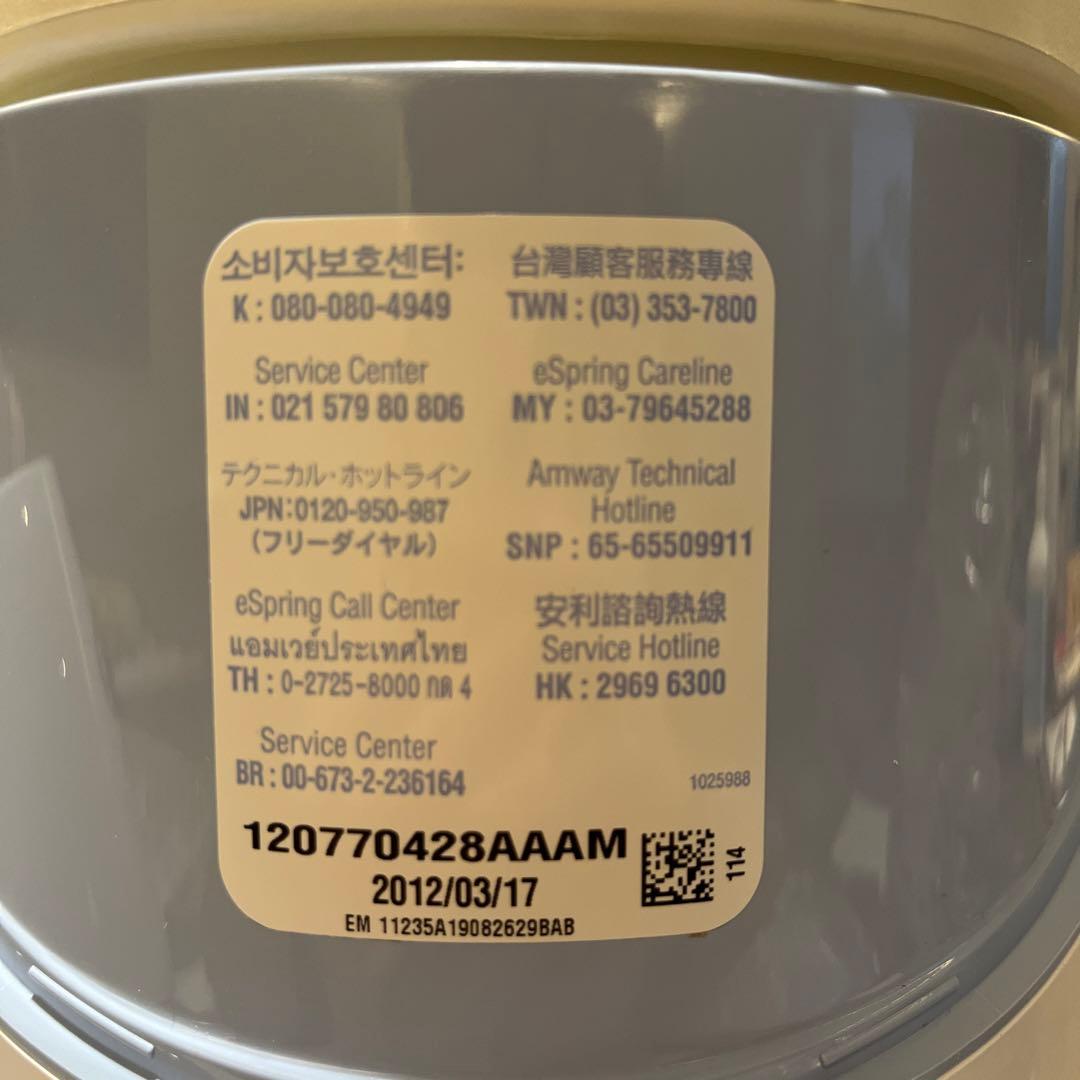 소비자보호센터:
K : 080-080-4949
Service Center
IN : 021 579 80 806
テクニカル・ホットライン
JPN:0120-950-987
(フリーダイヤル)
eSpring Call Center
แอมเวย์ประเทศไทย
TH : 0-2725-8000 กด 4
Service Center
BR : 00-673-2-236164
台灣顧客服務專線
TWN : (03) 353-7800
eSpring Careline
MY : 03-79645288
Amway Technical
Hotline
SNP : 65-65509911
安利諮詢熱線
Service Hotline
HK : 2969 6300
1025988
120770428AAAM
2012/03/17
EM 11235A19082629BAB
114